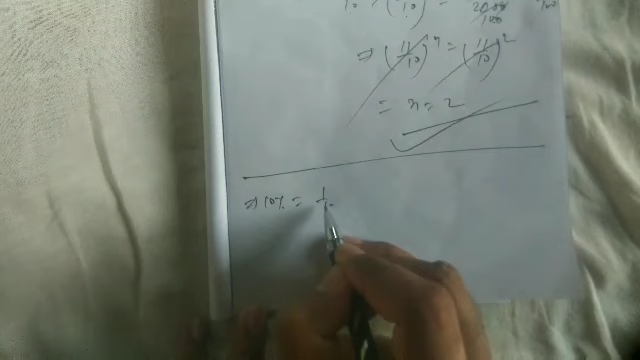 ⇒ (11/10)^n = (11/10)^2
= n = 2
⇒ 10% = 1/